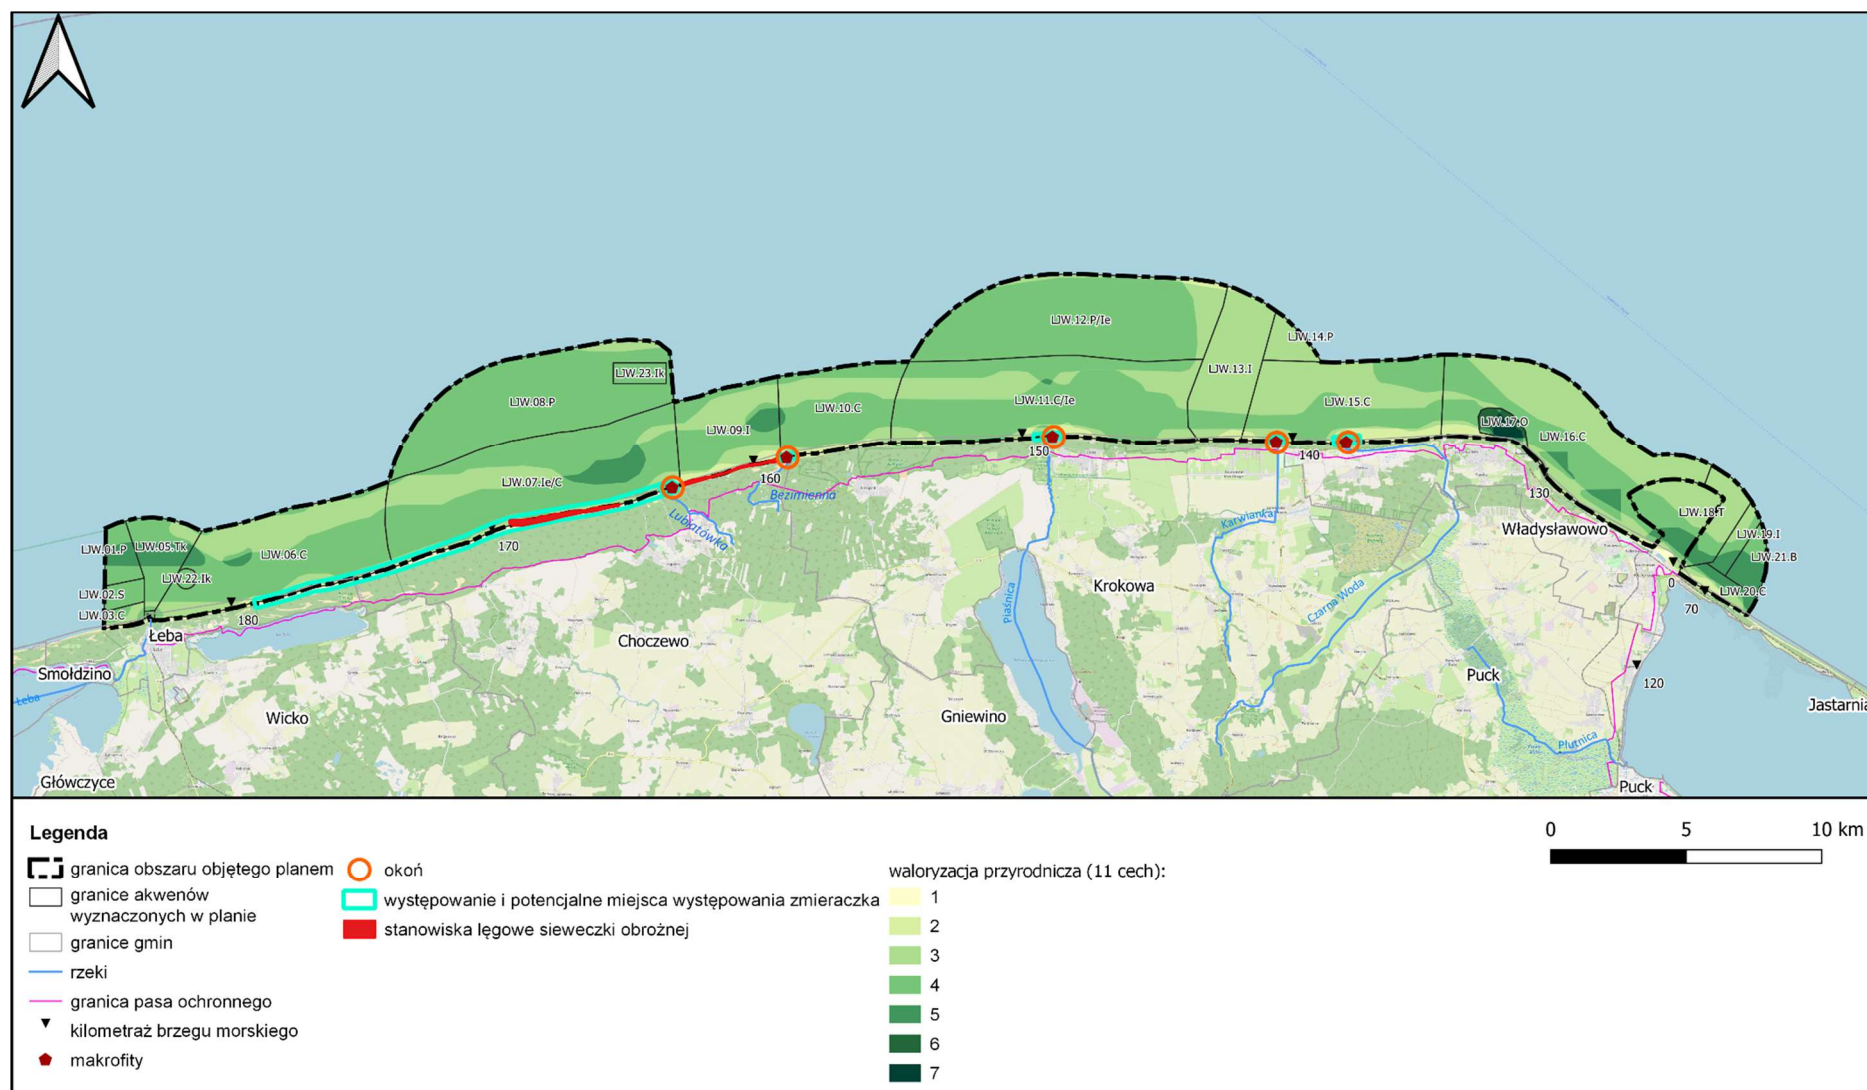 LJW.12.P/Ie
LJW.14.P
LJW.13.I
LJW.23.Ik
LJW.08.P
LJW.11.C/Ie
LJW.15.C
LJW.10.C
LJW.09.I
LJW.17.O
LJW.16.C
150
140
160
LJW.07.Ie/C
Bezimienna
130
LJW.18.T
Lubiatówka
Karwianka
Władysławowo
LJW.19.I
170
LJW.01.P
LJW.05.Tk
LJW.06.C
LJW.21.B
LJW.22.Ik
0
Krokowa
Piaśnica
Czarna Woda
LJW.02.S
LJW.20.C
LJW.03.C
180
70
Łeba
Choczewo
Smołdzino
Puck
120
Łeba
Jastarnia
Wicko
Gniewino
Płutnica
Główczyce
Puck
Legenda
granica obszaru objętego planem
granice akwenów
wyznaczonych w planie
granice gmin
rzeki
granica pasa ochronnego
kilometraż brzegu morskiego
makrofity
okoń
występowanie i potencjalne miejsca występowania zmieraczka
stanowiska lęgowe sieweczki obrożnej
waloryzacja przyrodnicza (11 cech):
1
2
3
4
5
6
7
0 5 10 km